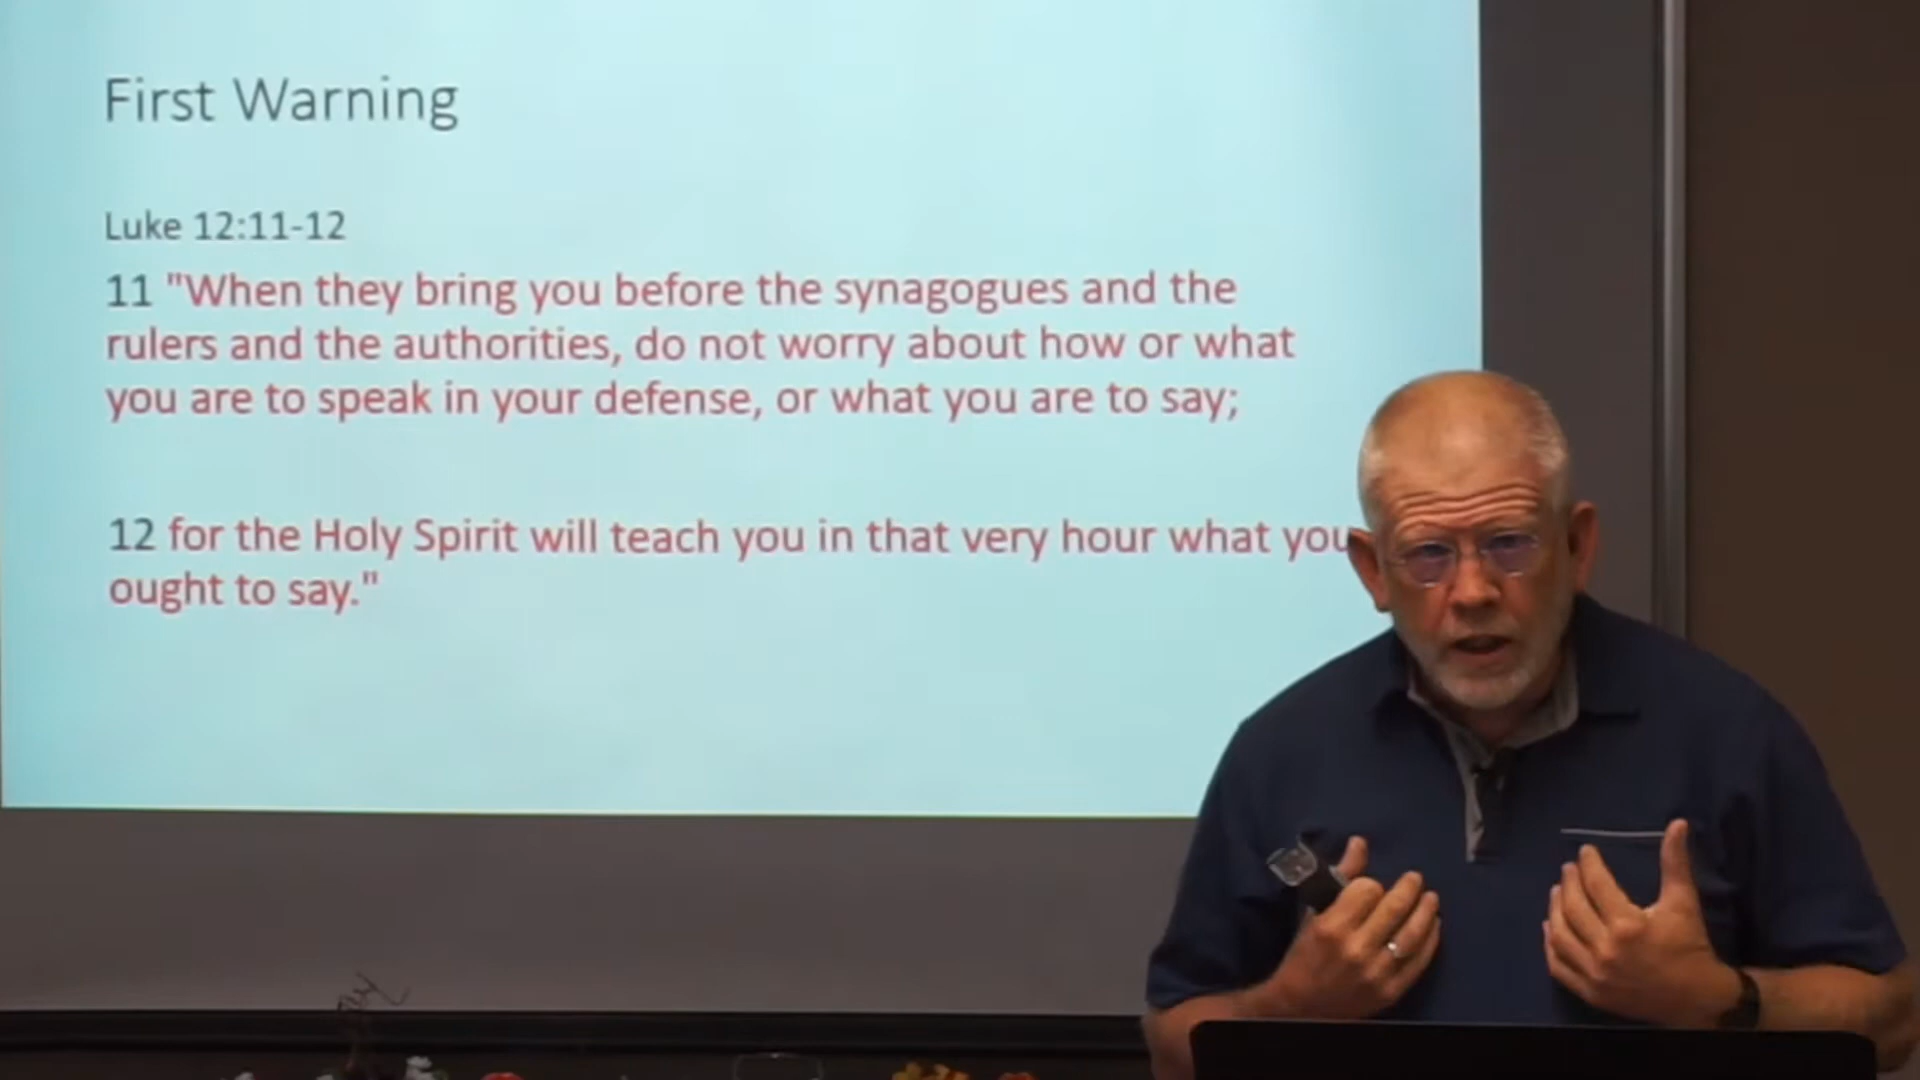 First Warning
Luke 12:11-12
11 "When they bring you before the synagogues and the
rulers and the authorities, do not worry about how or what
you are to speak in your defense, or what you are to say;
12 for the Holy Spirit will teach you in that very hour what you
ought to say."